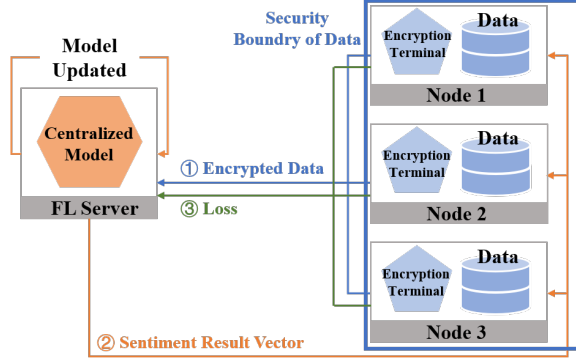 Security
Boundry of Data
Model
Updated
Centralized
Model
FL Server
Encryption
Terminal
Data
Node 1
① Encrypted Data
③ Loss
Encryption
Terminal
Data
Node 2
Encryption
Terminal
Data
Node 3
② Sentiment Result Vector